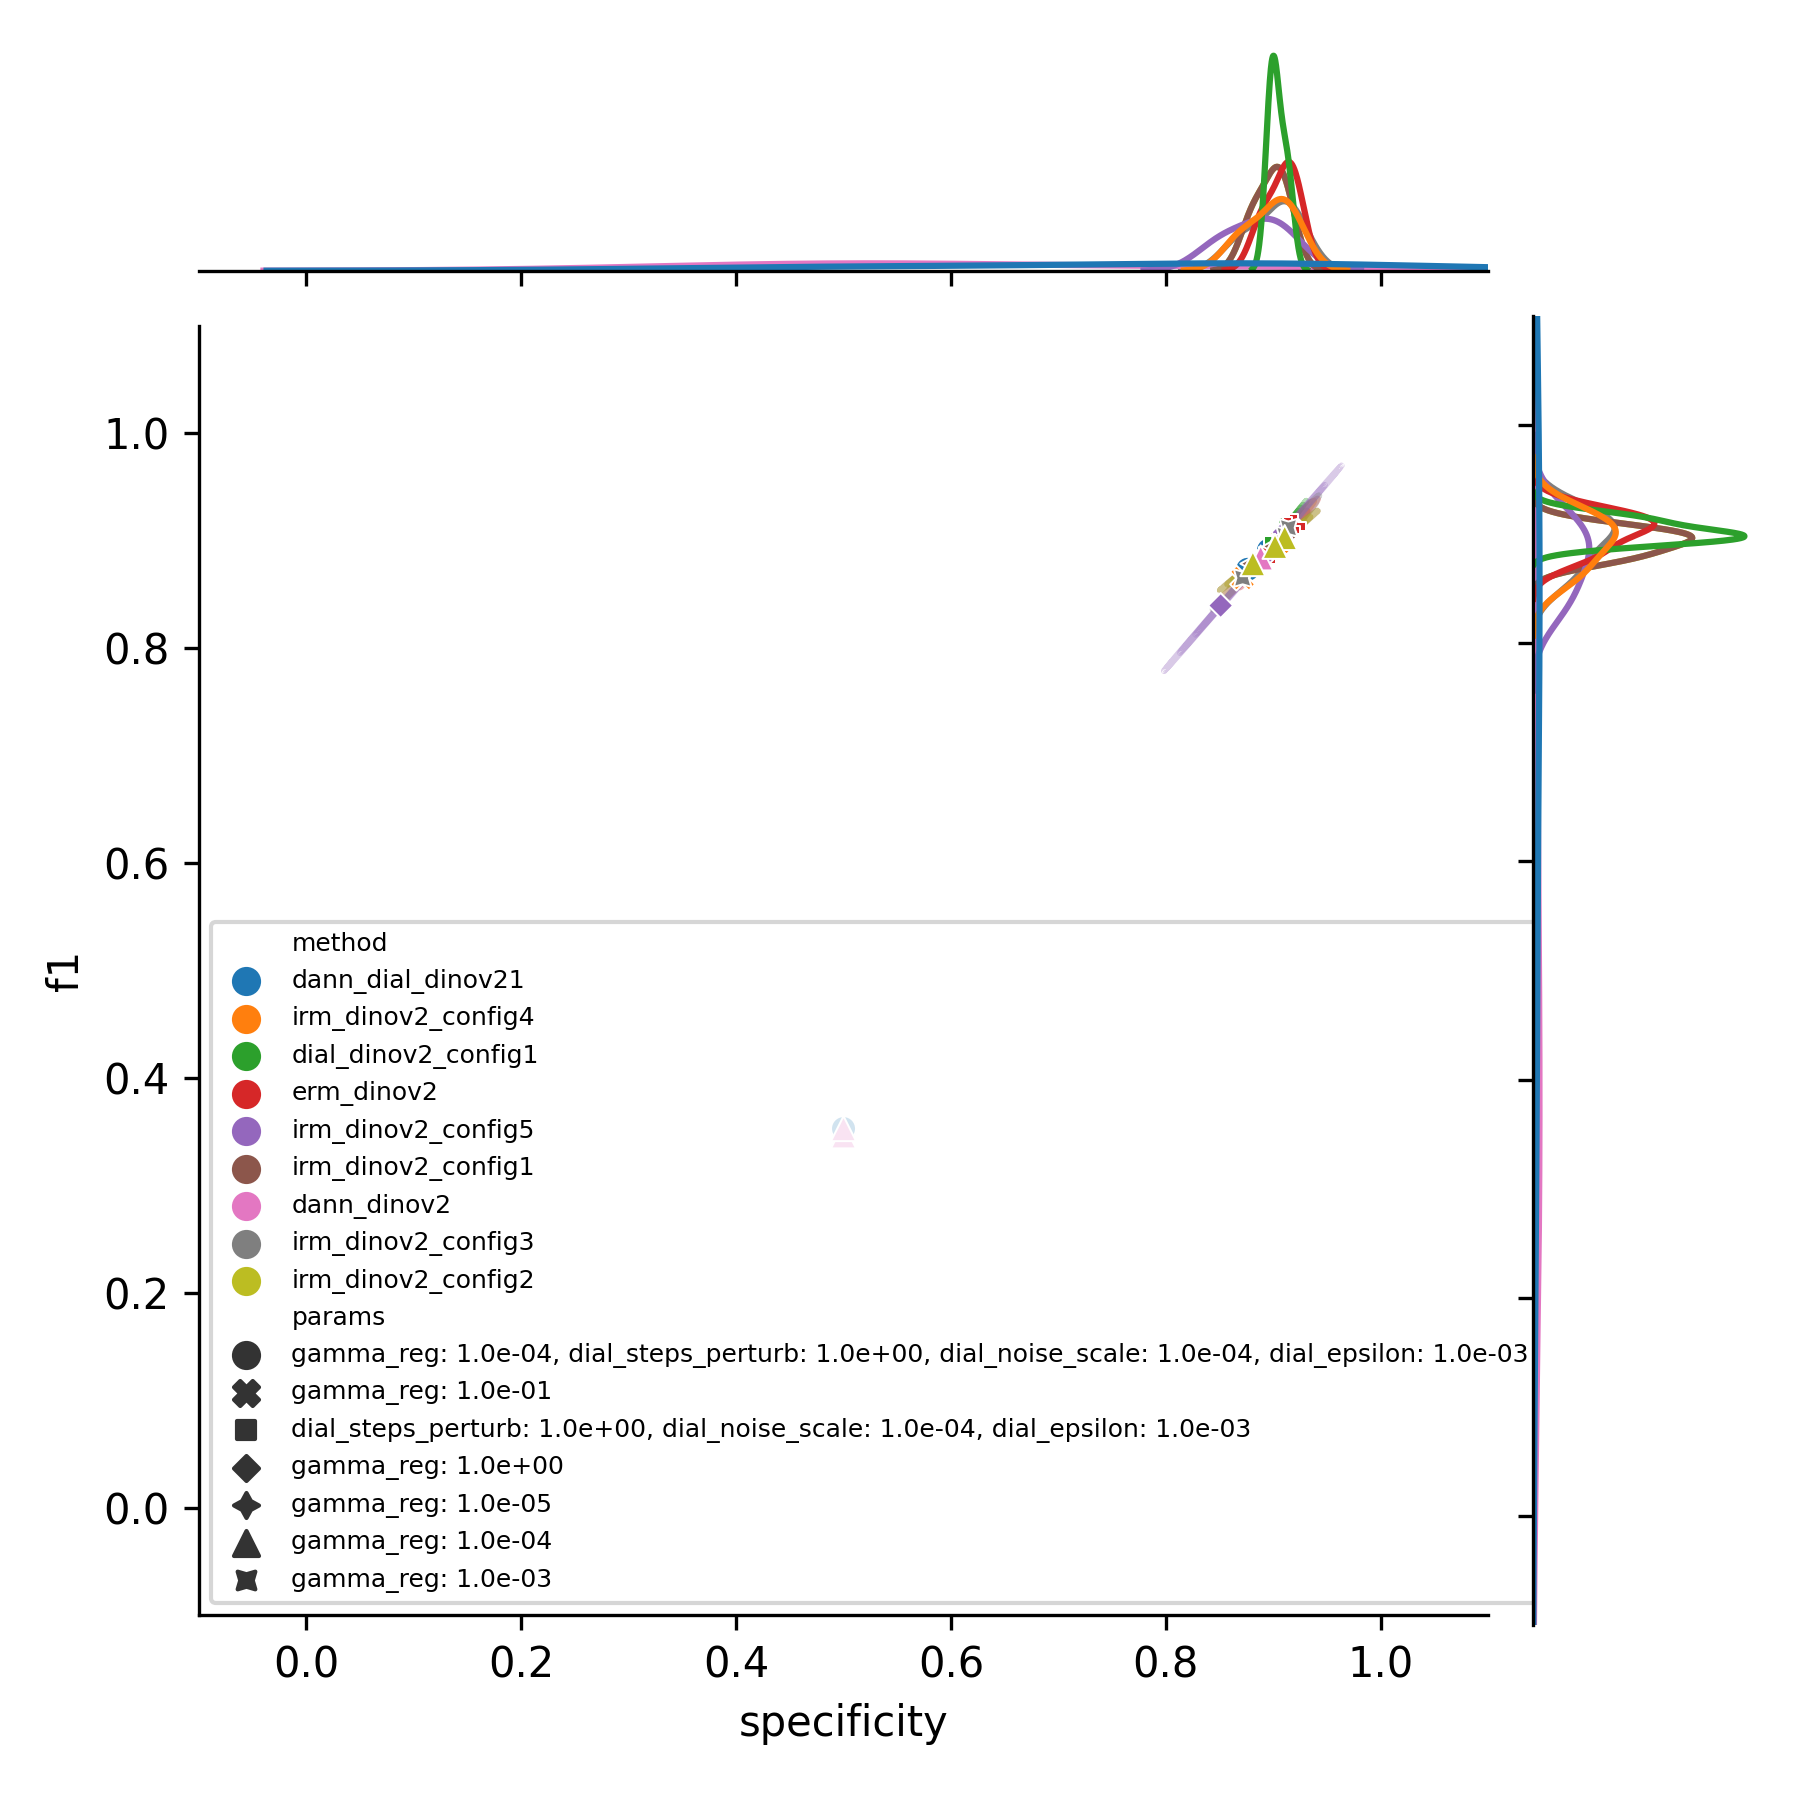 1.0
0.8
0.6
0.4
0.2
0.0
f1
method
dann_dial_dinov21
irm_dinov2_config4
dial_dinov2_config1
erm_dinov2
irm_dinov2_config5
irm_dinov2_config1
dann_dinov2
irm_dinov2_config3
irm_dinov2_config2
params
gamma_reg: 1.0e-04, dial_steps_perturb: 1.0e+00, dial_noise_scale: 1.0e-04, dial_epsilon: 1.0e-03
gamma_reg: 1.0e-01
dial_steps_perturb: 1.0e+00, dial_noise_scale: 1.0e-04, dial_epsilon: 1.0e-03
gamma_reg: 1.0e+00
gamma_reg: 1.0e-05
gamma_reg: 1.0e-04
gamma_reg: 1.0e-03
0.0 0.2 0.4 0.6 0.8 1.0
specificity